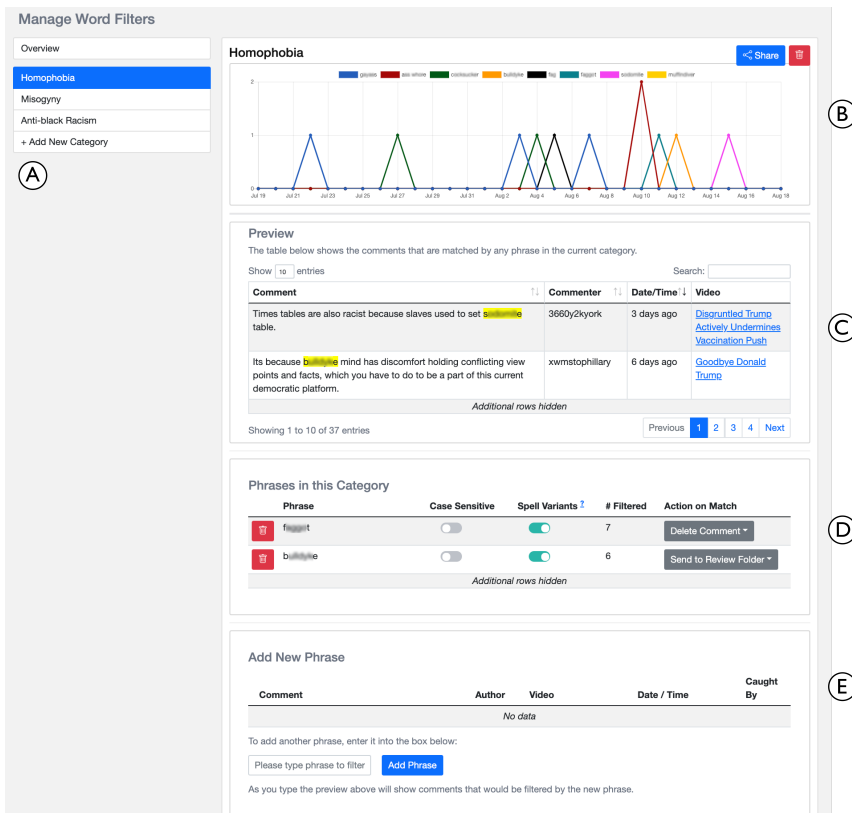 Manage Word Filters
Overview
Homophobia
Misogyny
Anti-black Racism
+ Add New Category
A
Homophobia
Share
B
2
1
0
Jul 19 Jul 21 Jul 23 Jul 25 Jul 27 Jul 29 Jul 31 Aug 2 Aug 4 Aug 6 Aug 8 Aug 10 Aug 12 Aug 14 Aug 16 Aug 18
Preview
The table below shows the comments that are matched by any phrase in the current category.
Show 10 entries Search:
Comment Commenter Date/Time Video
Times tables are also racist because slaves used to set 3660y2kyork 3 days ago Disgruntled Trump
table. Actively Undermines
Vaccination Push
C
Its because mind has discomfort holding conflicting view xwmstophillary 6 days ago Goodbye Donald
points and facts, which you have to do to be a part of this current Trump
democratic platform.
Additional rows hidden
Showing 1 to 10 of 37 entries Previous 1 2 3 4 Next
Phrases in this Category
Phrase Case Sensitive Spell Variants ? # Filtered Action on Match
7 Delete Comment
D
6 Send to Review Folder
Additional rows hidden
Add New Phrase
Comment Author Video Date / Time Caught
By
E
No data
To add another phrase, enter it into the box below:
Please type phrase to filter Add Phrase
As you type the preview above will show comments that would be filtered by the new phrase.